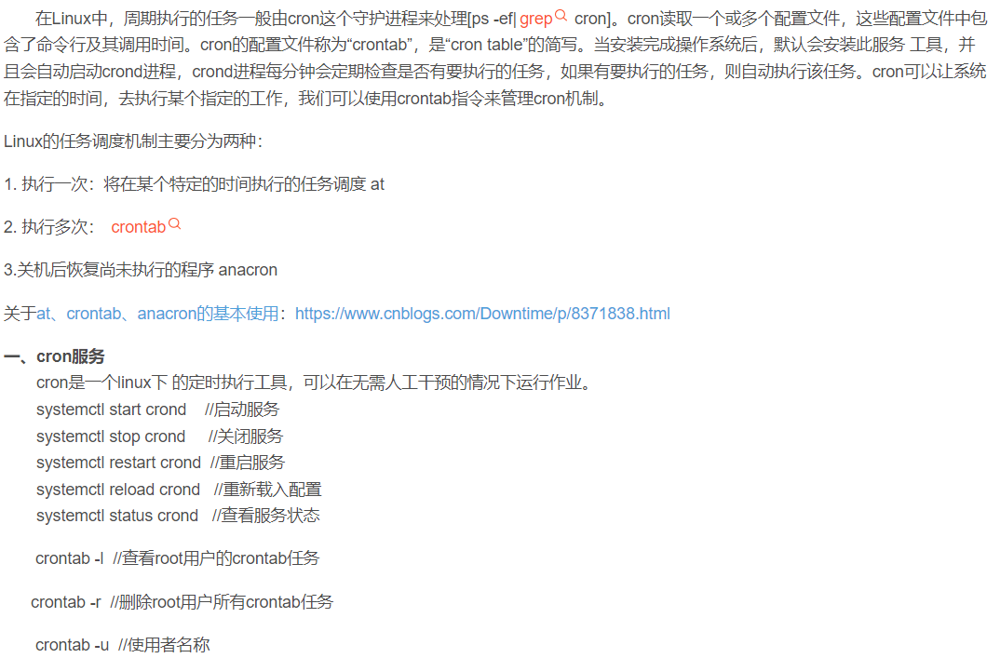 在Linux中，周期执行的任务一般由cron这个守护进程来处理[ps -ef|grep cron]。cron读取一个或多个配置文件，这些配置文件中包
含了命令行及其调用时间。cron的配置文件称为“crontab”，是“cron table”的简写。当安装完成操作系统后，默认会安装此服务 工具，并
且会自动启动crond进程，crond进程每分钟会定期检查是否有要执行的任务，如果有要执行的任务，则自动执行该任务。cron可以让系统
在指定的时间，去执行某个指定的工作，我们可以使用crontab指令来管理cron机制。
Linux的任务调度机制主要分为两种：
1. 执行一次：将在某个特定的时间执行的任务调度 at
2. 执行多次： crontab
3.关机后恢复尚未执行的程序 anacron
关于at、crontab、anacron的基本使用：https://www.cnblogs.com/Downtime/p/8371838.html
一、cron服务
cron是一个linux下 的定时执行工具，可以在无需人工干预的情况下运行作业。
systemctl start crond //启动服务
systemctl stop crond //关闭服务
systemctl restart crond //重启服务
systemctl reload crond //重新载入配置
systemctl status crond //查看服务状态
crontab -l //查看root用户的crontab任务
crontab -r //删除root用户所有crontab任务
crontab -u //使用者名称